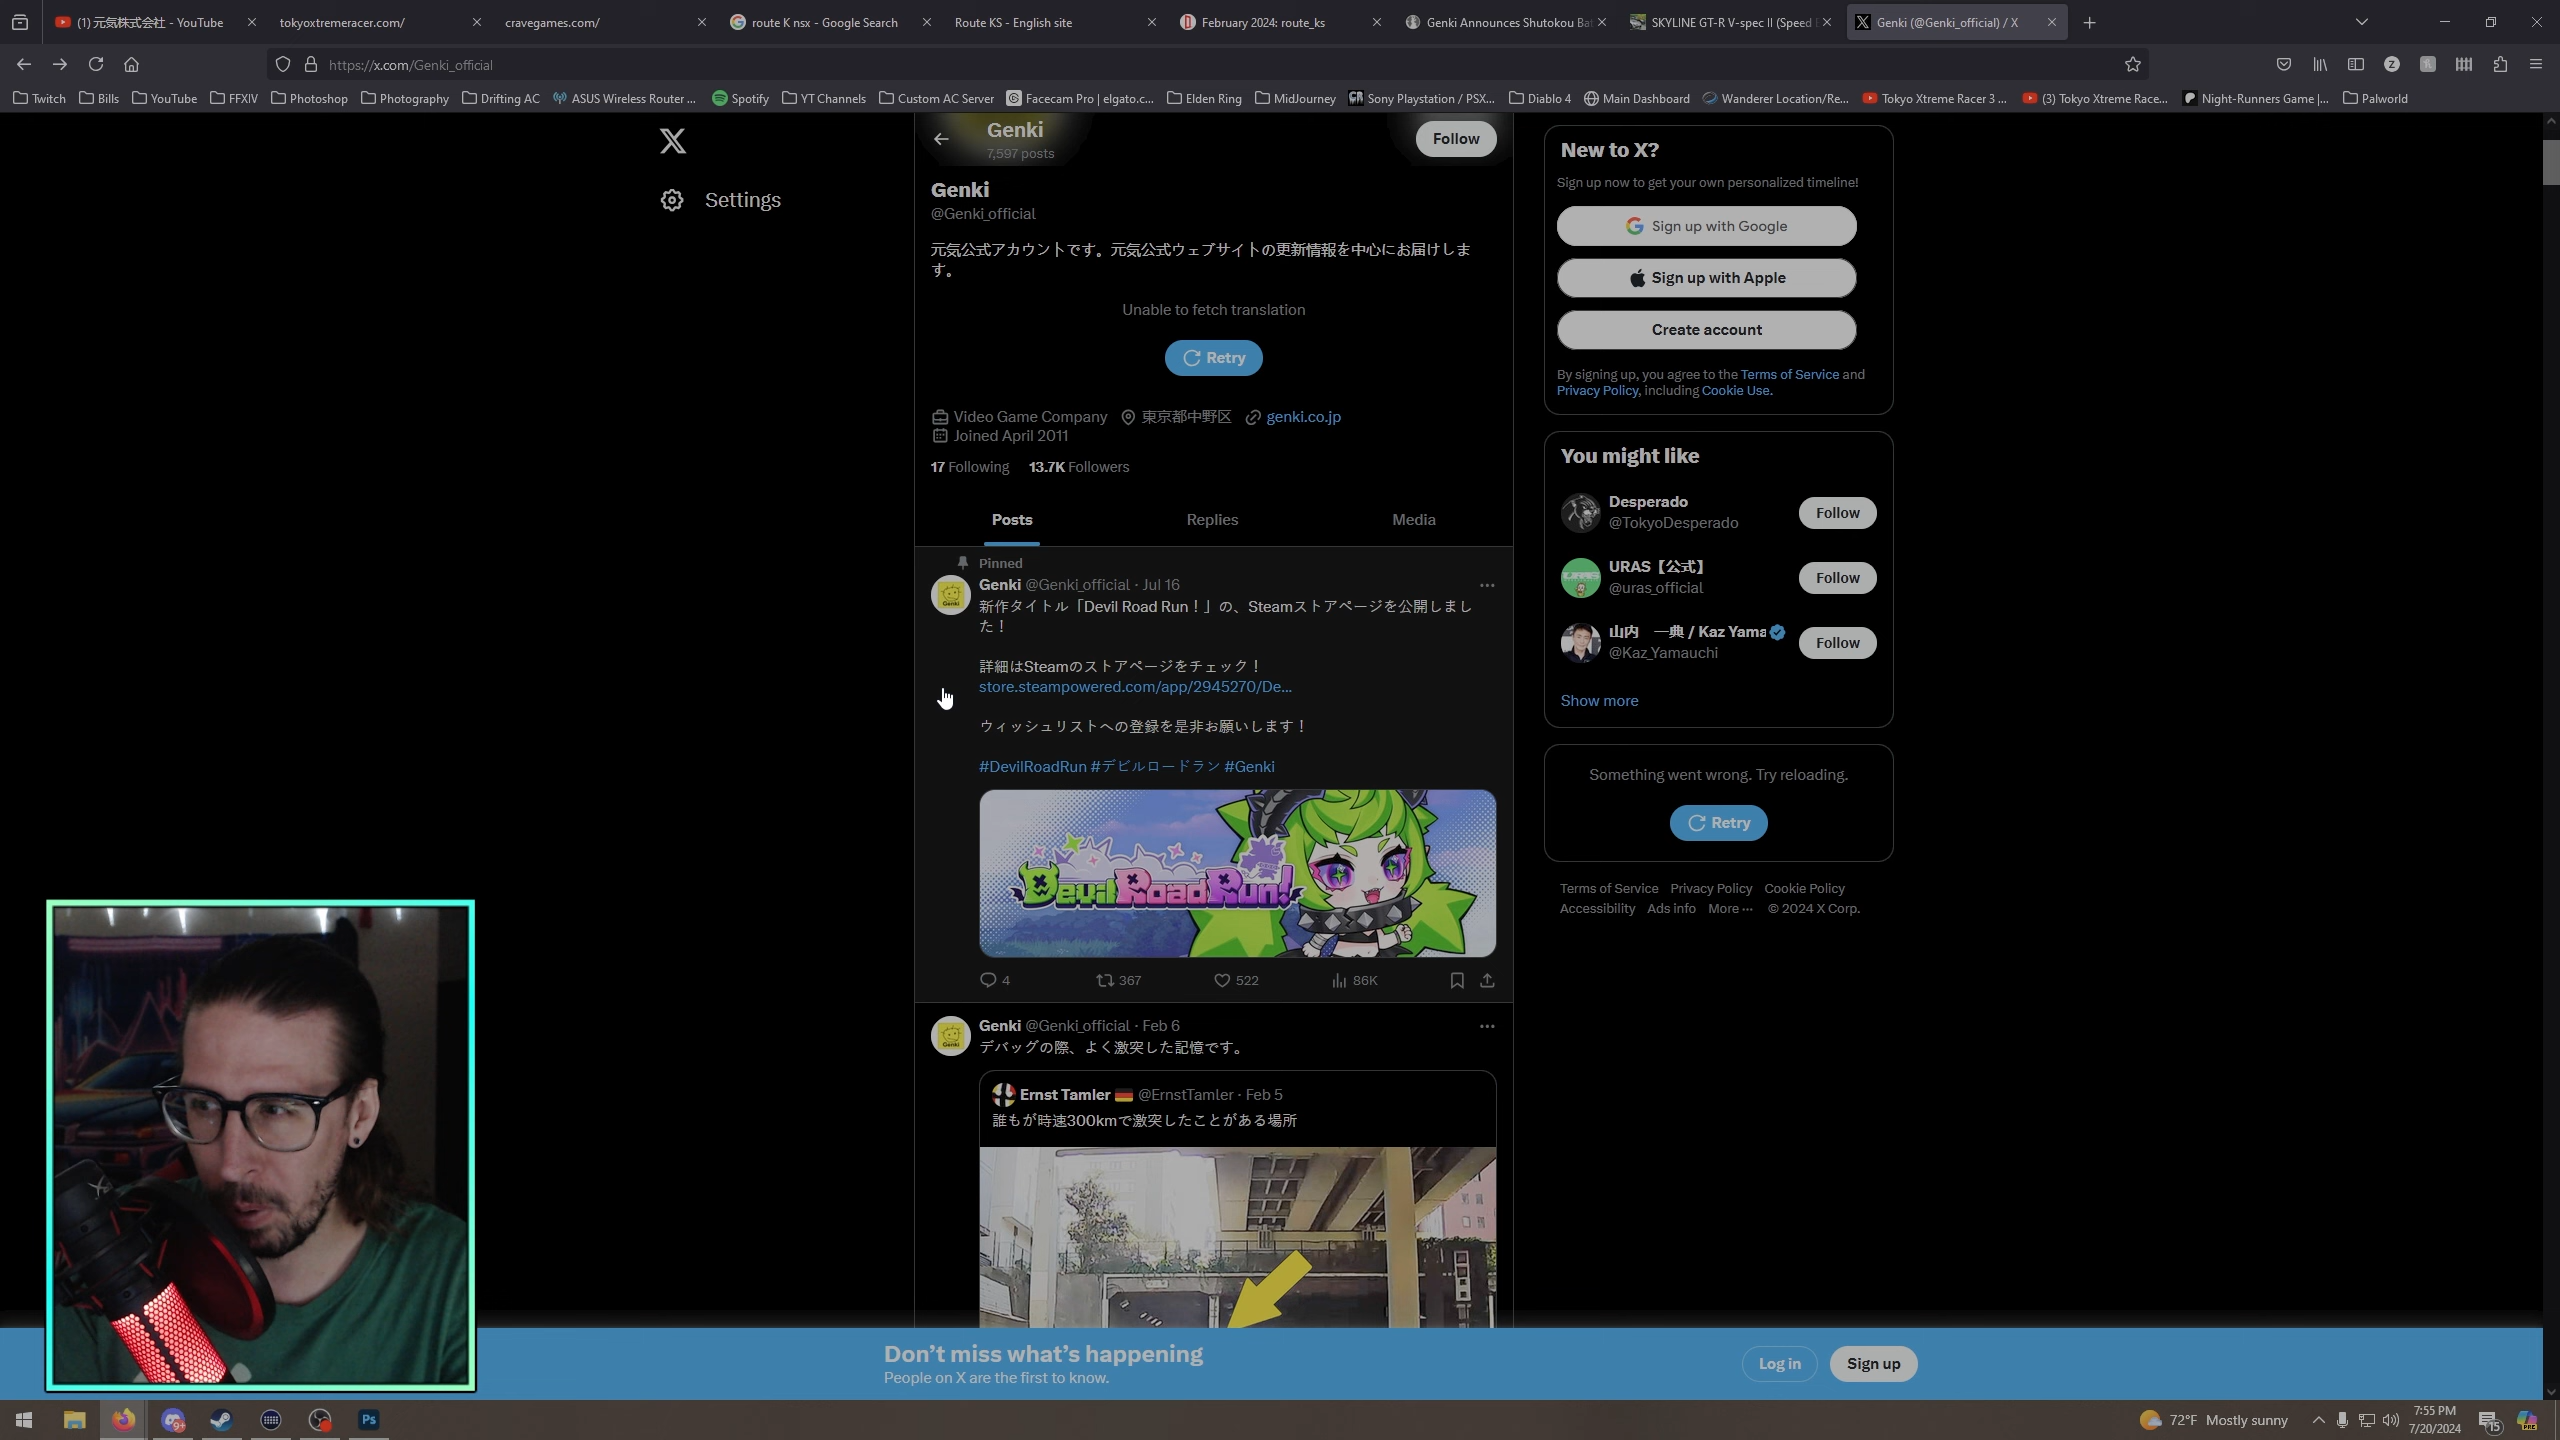 (1) 元気株式会社 - YouTube
tokyoxtremeracer.com/
cravegames.com/
route K nsx - Google Search
Route KS - English site
February 2024: route_ks
Genki Announces Shutokou Ba
SKYLINE GT-R V-spec II (Speed
Genki (@Genki_official) / X
https://x.com/Genki_official
Twitch
Bills
YouTube
FFXIV
Photoshop
Photography
Drifting AC
ASUS Wireless Router ...
Spotify
YT Channels
Custom AC Server
Facecam Pro | elgato.c...
Elden Ring
MidJourney
Sony Playstation / PSX...
Diablo 4
Main Dashboard
Wanderer Location/Re...
Tokyo Xtreme Racer 3 ...
(3) Tokyo Xtreme Race...
Night-Runners Game |...
Palworld
Settings
Genki
7,597 posts
Follow
Genki
@Genki_official
元気公式アカウントです。元気公式ウェブサイトの更新情報を中心にお届けしま
す。
Unable to fetch translation
Retry
Video Game Company 東京都中野区 genki.co.jp
Joined April 2011
17 Following 13.7K Followers
Posts Replies Media
Pinned
Genki @Genki_official · Jul 16
新作タイトル「Devil Road Run！」の、Steamストアページを公開しまし
た！
詳細はSteamのストアページをチェック！
store.steampowered.com/app/2945270/De...
ウィッシュリストへの登録を是非お願いします！
#DevilRoadRun #デビルロードラン #Genki
Genki
DevilRoadRun!
4 367 522 86K
Genki @Genki_official · Feb 6
デバッグの際、よく激突した記憶です。
Genki
Ernst Tamler @ErnstTamler · Feb 5
誰もが時速300kmで激突したことがある場所
New to X?
Sign up now to get your own personalized timeline!
Sign up with Google
Sign up with Apple
Create account
By signing up, you agree to the Terms of Service and
Privacy Policy, including Cookie Use.
You might like
Desperado
@TokyoDesperado
Follow
URAS【公式】
@uras_official
Follow
山内 一典 / Kaz Yama
@Kaz_Yamauchi
Follow
Show more
Something went wrong. Try reloading.
Retry
Terms of Service Privacy Policy Cookie Policy
Accessibility Ads info More ··· © 2024 X Corp.
Don't miss what's happening
People on X are the first to know.
Log in
Sign up
9+
Ps
72°F Mostly sunny
7:55 PM
7/20/2024
15
PRE